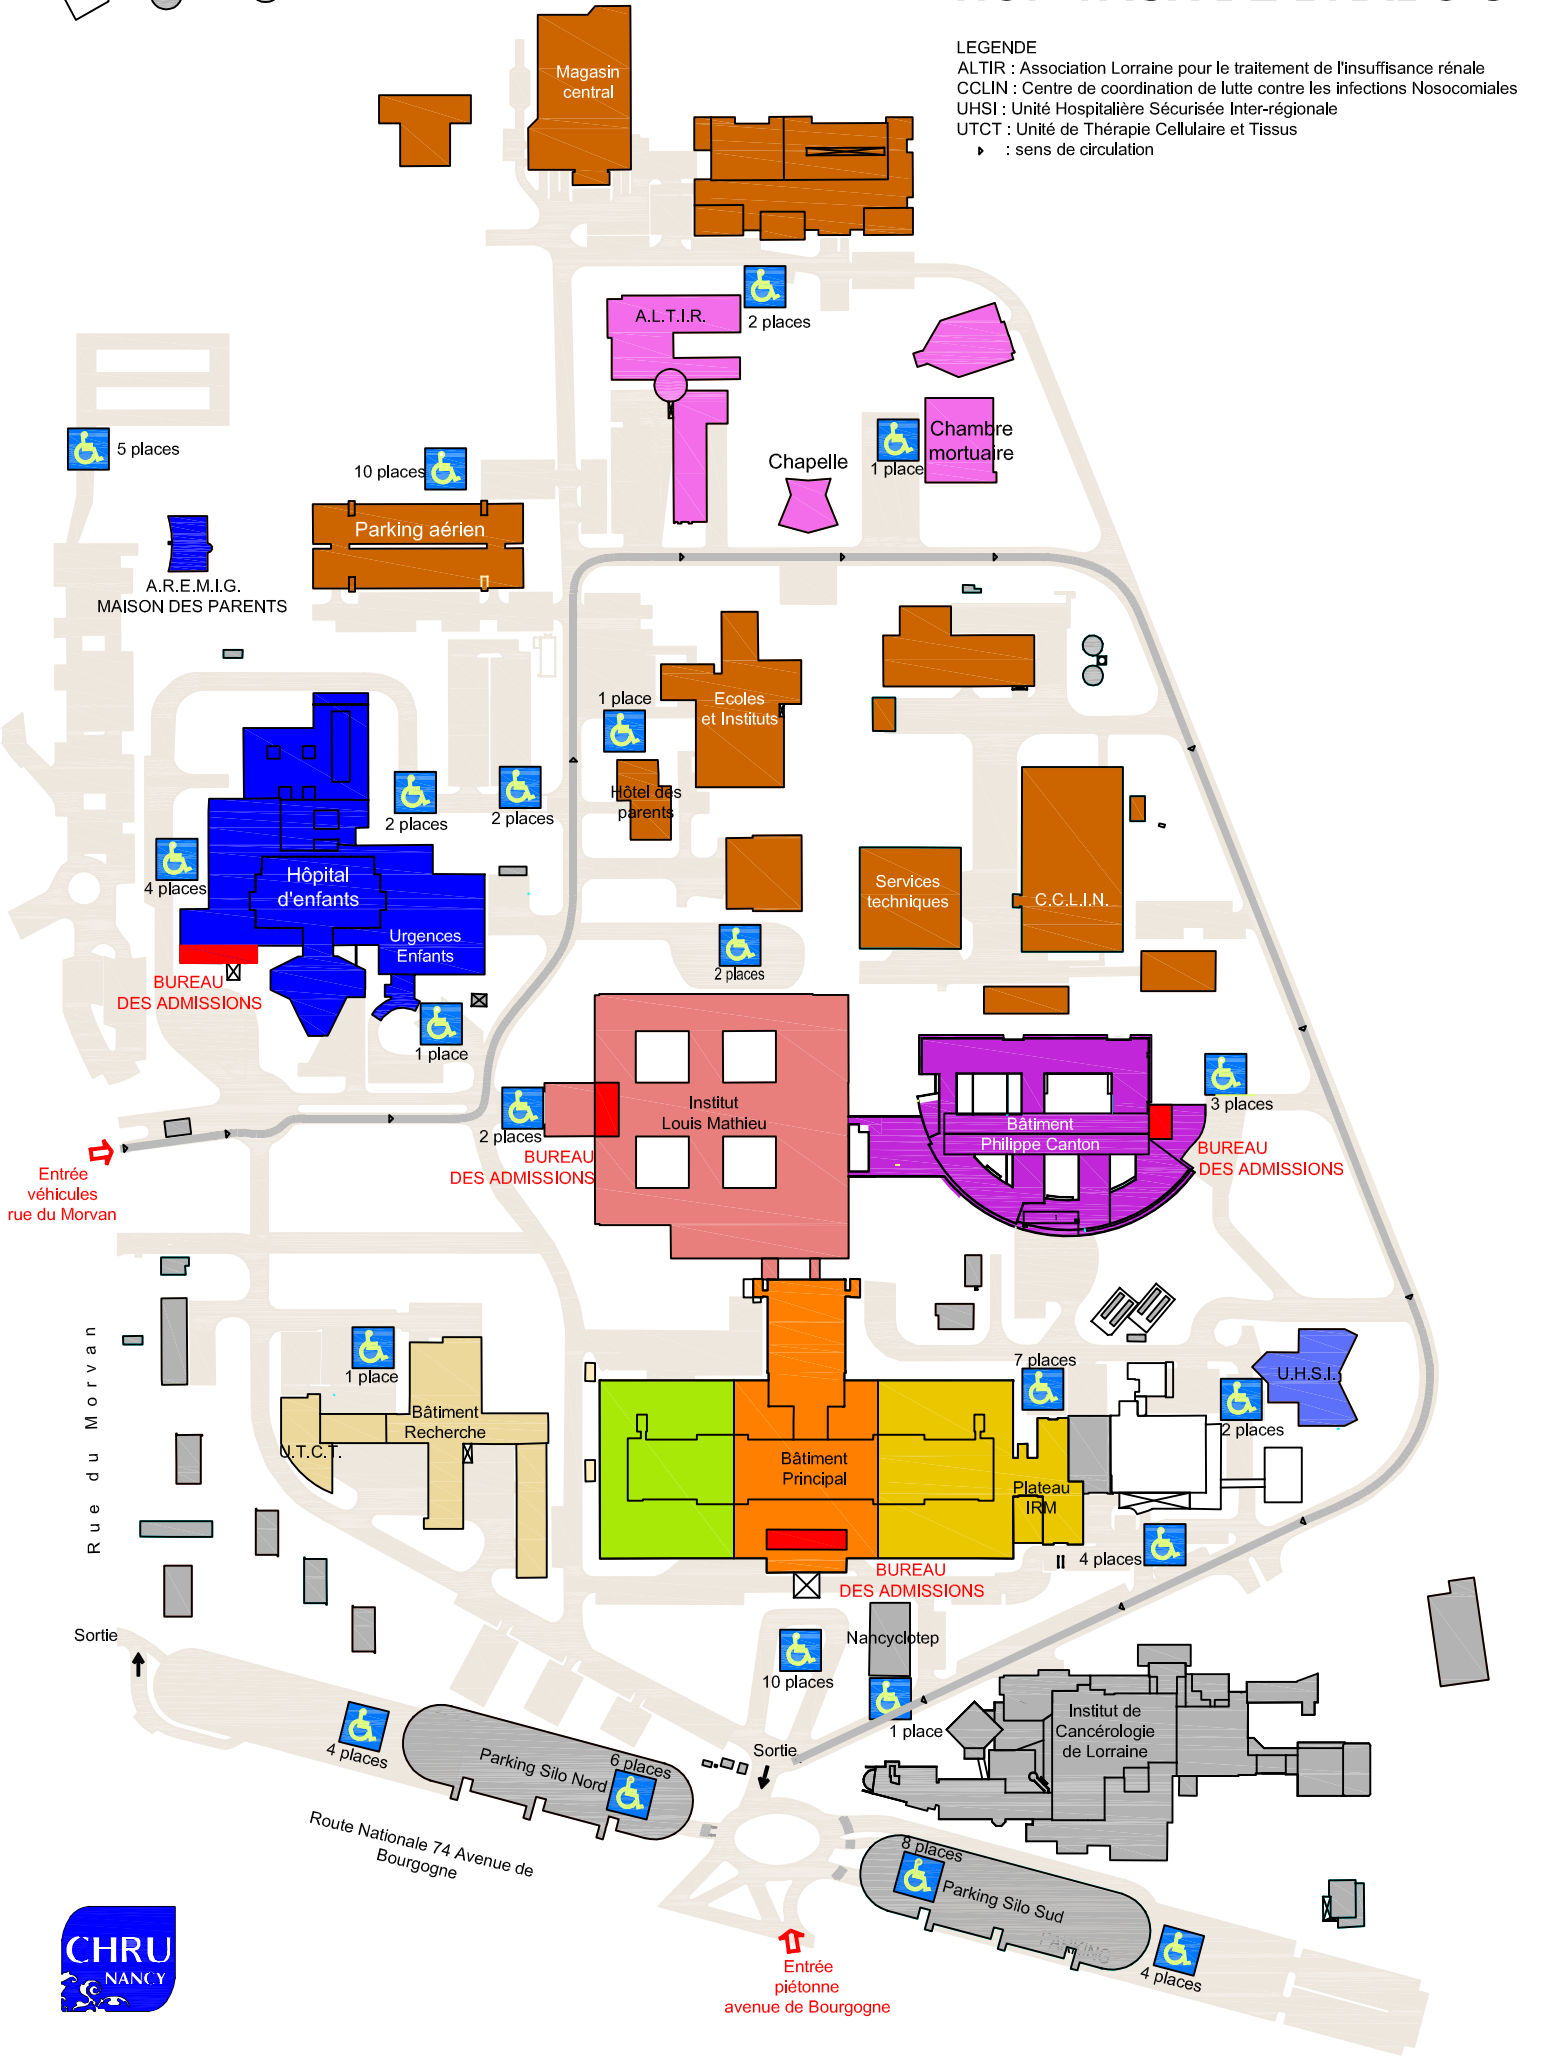 LEGENDE
ALTIR : Association Lorraine pour le traitement de l'insuffisance rénale
CCLIN : Centre de coordination de lutte contre les infections Nosocomiales
UHSI : Unité Hospitalière Sécurisée Inter-régionale
UTCT : Unité de Thérapie Cellulaire et Tissus
: sens de circulation
Magasin
central
A.L.T.I.R.
2 places
5 places
10 places
Parking aérien
Chapelle
Chambre
mortuaire
1 place
A.R.E.M.I.G.
MAISON DES PARENTS
1 place
Ecoles
et Instituts
Hôtel des
parents
2 places
2 places
4 places
Hôpital
d'enfants
Urgences
Enfants
Services
techniques
C.C.L.I.N.
2 places
BUREAU
DES ADMISSIONS
1 place
Institut
Louis Mathieu
2 places
BUREAU
DES ADMISSIONS
Bâtiment
Philippe Canton
3 places
BUREAU
DES ADMISSIONS
Entrée
véhicules
rue du Morvan
Rue du Morvan
1 place
Bâtiment
Recherche
U.T.C.T.
7 places
U.H.S.I.
2 places
Bâtiment
Principal
Plateau
IRM
4 places
BUREAU
DES ADMISSIONS
Sortie
Nancyclotep
10 places
1 place
Institut de
Cancérologie
de Lorraine
4 places
Parking Silo Nord
6 places
Sortie
Route Nationale 74 Avenue de
Bourgogne
8 places
Parking Silo Sud
PARKING
4 places
Entrée
piétonne
avenue de Bourgogne
CHRU
NANCY